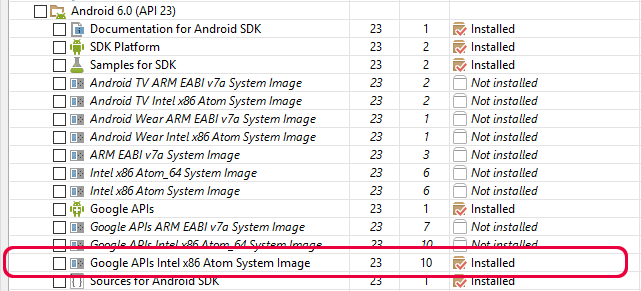 Android 6.0 (API 23)
Documentation for Android SDK 23 1 Installed
SDK Platform 23 2 Installed
Samples for SDK 23 2 Installed
Android TV ARM EABI v7a System Image 23 2 Not installed
Android TV Intel x86 Atom System Image 23 2 Not installed
Android Wear ARM EABI v7a System Image 23 1 Not installed
Android Wear Intel x86 Atom System Image 23 1 Not installed
ARM EABI v7a System Image 23 3 Not installed
Intel x86 Atom_64 System Image 23 6 Not installed
Intel x86 Atom System Image 23 6 Not installed
Google APIs 23 1 Installed
Google APIs ARM EABI v7a System Image 23 7 Not installed
Google APIs Intel x86 Atom_64 System Image 23 10 Not installed
Google APIs Intel x86 Atom System Image 23 10 Installed
Sources for Android SDK 23 1 Installed